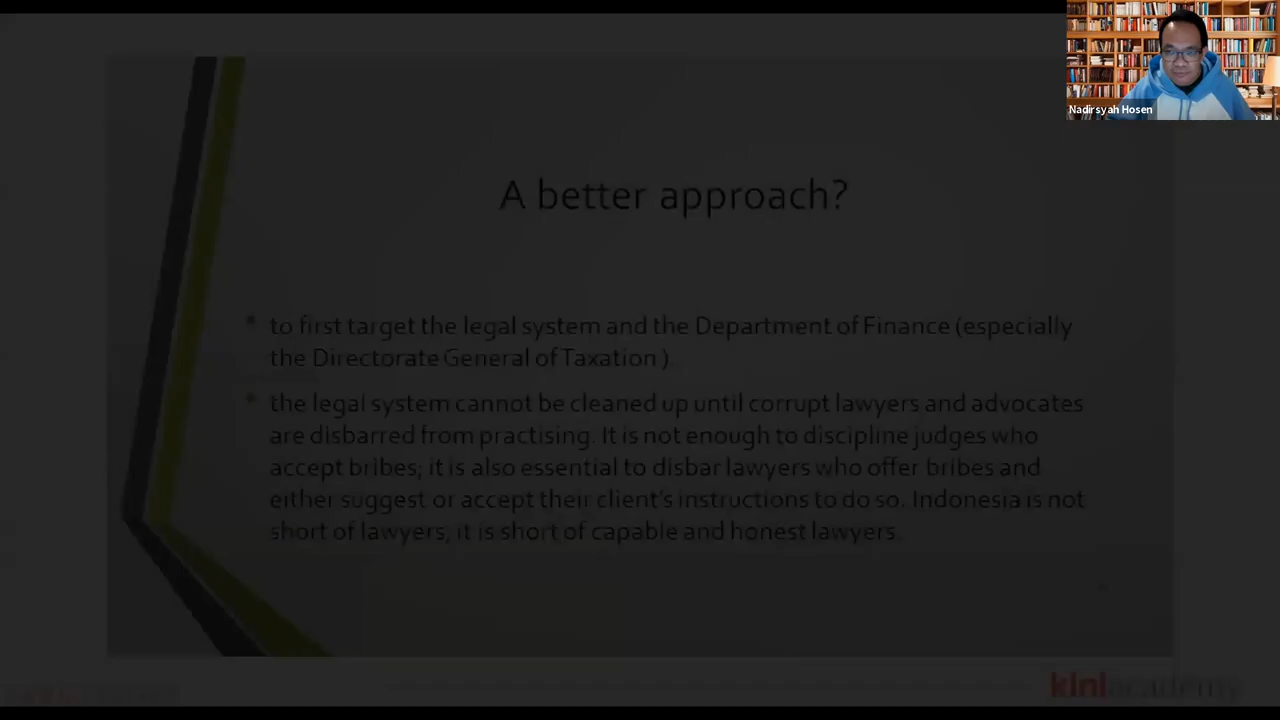 Nadirsyah Hosen
A better approach?
to first target the legal system and the Department of Finance (especially
the Directorate General of Taxation ).
the legal system cannot be cleaned up until corrupt lawyers and advocates
are disbarred from practising. It is not enough to discipline judges who
accept bribes; it is also essential to disbar lawyers who offer bribes and
either suggest or accept their client's instructions to do so. Indonesia is not
short of lawyers; it is short of capable and honest lawyers.
kiniacademy